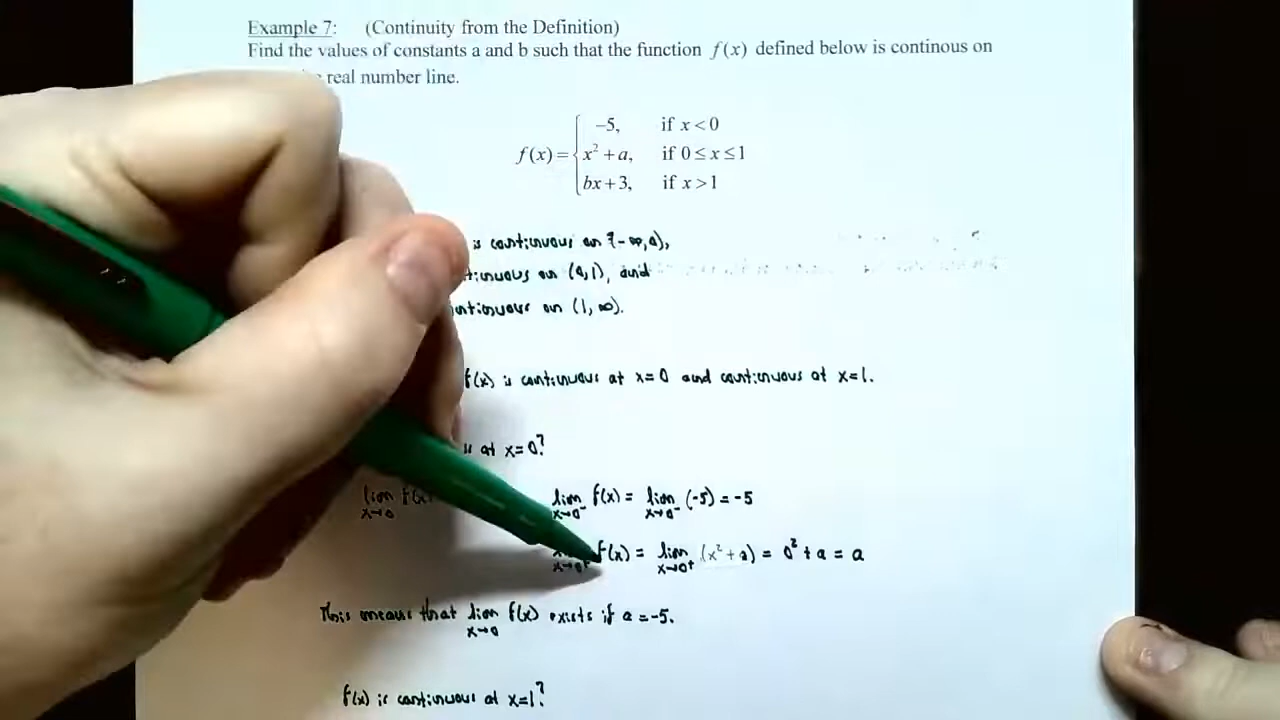 Example 7: (Continuity from the Definition)
Find the values of constants a and b such that the function f(x) defined below is continous on
real number line.
f(x) = { -5, if x < 0
x² + a, if 0 ≤ x ≤ 1
bx + 3, if x > 1
is continuous on (-∞,0),
on (0,1), and
on (1, ∞).
f(x) is continuous at x=0 and continuous at x=1.
at x=0?
lim x→0 lim x→0⁻ f(x) = lim x→0⁻ (-5) = -5
f(x) = lim x→0⁺ (x² + a) = 0² + a = a
This means that lim x→0 f(x) exists if a = -5.
f(x) is continuous at x=1?